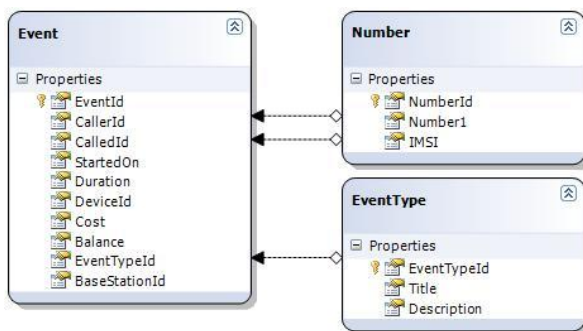 Event
Properties
EventId
CallerId
CalledId
StartedOn
Duration
DeviceId
Cost
Balance
EventTypeId
BaseStationId
Number
Properties
NumberId
Number1
IMSI
EventType
Properties
EventTypeId
Title
Description